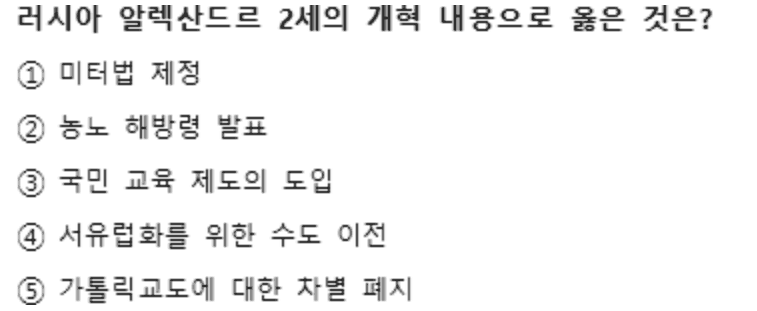 러시아 알렉산드르 2세의 개혁 내용으로 옳은 것은?
① 미터법 제정
② 농노 해방령 발표
③ 국민 교육 제도의 도입
④ 서유럽화를 위한 수도 이전
⑤ 가톨릭교도에 대한 차별 폐지